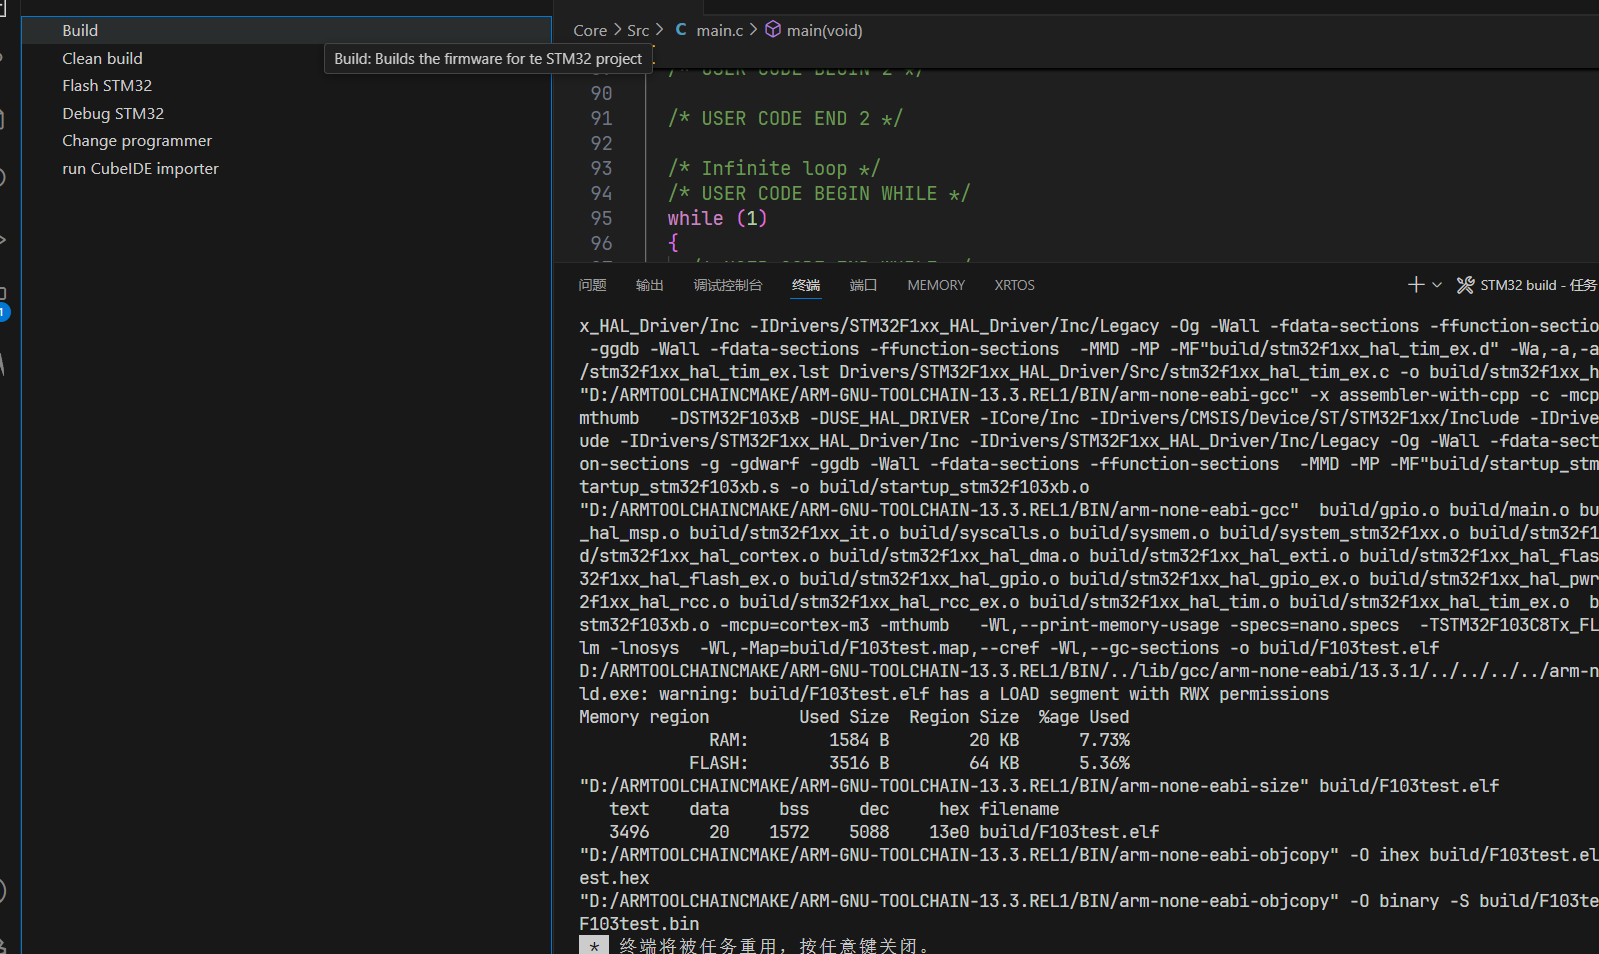 Build
Clean build
Flash STM32
Debug STM32
Change programmer
run CubeIDE importer
Build: Builds the firmware for te STM32 project
Core > Src > C main.c > main(void)
/* USER CODE BEGIN 2 */
90
91 /* USER CODE END 2 */
92
93 /* Infinite loop */
94 /* USER CODE BEGIN WHILE */
95 while (1)
96 {
/* USER CODE END WHILE */
问题 输出 调试控制台 终端 端口 MEMORY XRTOS
STM32 build - 任务
x_HAL_Driver/Inc -IDrivers/STM32F1xx_HAL_Driver/Inc/Legacy -Og -Wall -fdata-sections -ffunction-sectio
-ggdb -Wall -fdata-sections -ffunction-sections -MMD -MP -MF"build/stm32f1xx_hal_tim_ex.d" -Wa,-a,-a
/stm32f1xx_hal_tim_ex.lst Drivers/STM32F1xx_HAL_Driver/Src/stm32f1xx_hal_tim_ex.c -o build/stm32f1xx_h
"D:/ARMTOOLCHAINCMAKE/ARM-GNU-TOOLCHAIN-13.3.REL1/BIN/arm-none-eabi-gcc" -x assembler-with-cpp -c -mcp
mthumb -DSTM32F103xB -DUSE_HAL_DRIVER -ICore/Inc -IDrivers/CMSIS/Device/ST/STM32F1xx/Include -IDrive
ude -IDrivers/STM32F1xx_HAL_Driver/Inc -IDrivers/STM32F1xx_HAL_Driver/Inc/Legacy -Og -Wall -fdata-sect
on-sections -g -gdwarf -ggdb -Wall -fdata-sections -ffunction-sections -MMD -MP -MF"build/startup_stm
tartup_stm32f103xb.s -o build/startup_stm32f103xb.o
"D:/ARMTOOLCHAINCMAKE/ARM-GNU-TOOLCHAIN-13.3.REL1/BIN/arm-none-eabi-gcc" build/gpio.o build/main.o bu
_hal_msp.o build/stm32f1xx_it.o build/syscalls.o build/sysmem.o build/system_stm32f1xx.o build/stm32f1
d/stm32f1xx_hal_cortex.o build/stm32f1xx_hal_dma.o build/stm32f1xx_hal_exti.o build/stm32f1xx_hal_flas
32f1xx_hal_flash_ex.o build/stm32f1xx_hal_gpio.o build/stm32f1xx_hal_gpio_ex.o build/stm32f1xx_hal_pwr
2f1xx_hal_rcc.o build/stm32f1xx_hal_rcc_ex.o build/stm32f1xx_hal_tim.o build/stm32f1xx_hal_tim_ex.o b
stm32f103xb.o -mcpu=cortex-m3 -mthumb -Wl,--print-memory-usage -specs=nano.specs -TSTM32F103C8Tx_FL
lm -lnosys -Wl,-Map=build/F103test.map,--cref -Wl,--gc-sections -o build/F103test.elf
D:/ARMTOOLCHAINCMAKE/ARM-GNU-TOOLCHAIN-13.3.REL1/BIN/../lib/gcc/arm-none-eabi/13.3.1/../../../../arm-n
ld.exe: warning: build/F103test.elf has a LOAD segment with RWX permissions
Memory region Used Size Region Size %age Used
RAM: 1584 B 20 KB 7.73%
FLASH: 3516 B 64 KB 5.36%
"D:/ARMTOOLCHAINCMAKE/ARM-GNU-TOOLCHAIN-13.3.REL1/BIN/arm-none-eabi-size" build/F103test.elf
text data bss dec hex filename
3496 20 1572 5088 13e0 build/F103test.elf
"D:/ARMTOOLCHAINCMAKE/ARM-GNU-TOOLCHAIN-13.3.REL1/BIN/arm-none-eabi-objcopy" -O ihex build/F103test.el
est.hex
"D:/ARMTOOLCHAINCMAKE/ARM-GNU-TOOLCHAIN-13.3.REL1/BIN/arm-none-eabi-objcopy" -O binary -S build/F103te
F103test.bin
* 终端将被任务重用，按任意键关闭。